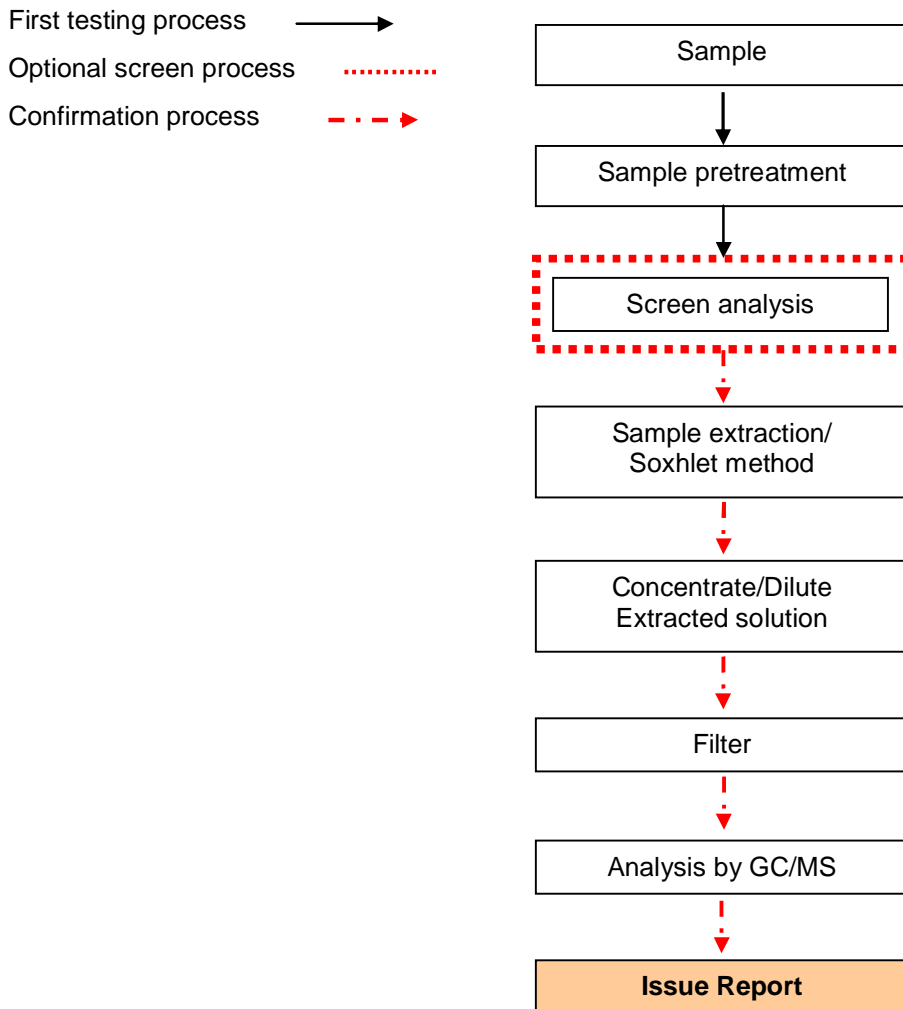 First testing process
Optional screen process
Confirmation process
Sample
Sample pretreatment
Screen analysis
Sample extraction/
Soxhlet method
Concentrate/Dilute
Extracted solution
Filter
Analysis by GC/MS
Issue Report